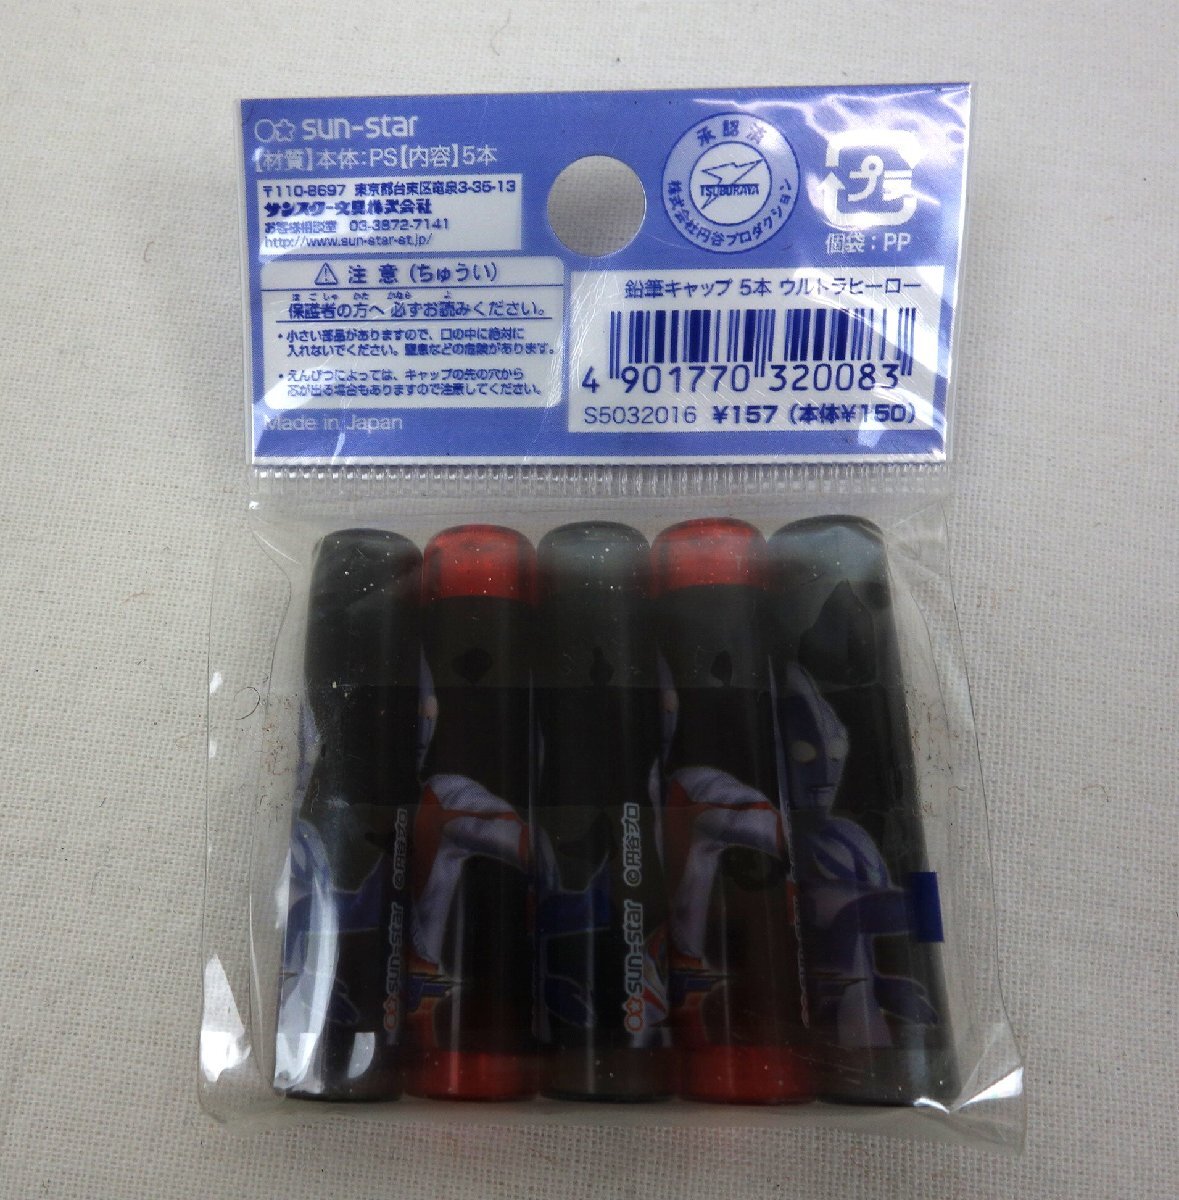 sun-star
【材質】本体:PS【内容】5本
〒110-8697 東京都台東区竜泉3-35-13
サンスター文具株式会社
お客様相談室 03-3872-7141
http://www.sun-star-st.jp/
注意(ちゅうい)
ほごしゃ かた かなら よ
保護者の方へ 必ずお読みください。
・小さい部品がありますので、口の中に絶対に
入れないでください。窒息などの危険があります。
・えんぴつによっては、キャップの先の穴から
芯が出る場合もありますので注意してください。
Made in Japan
承認済
TSUBURAYA
株式会社円谷プロダクション
プラ
個袋:PP
鉛筆キャップ 5本 ウルトラヒーロー
4 901770 320083
S5032016 ¥157 (本体¥150)
sun-star ©円谷プロ
sun-star ©円谷プロ